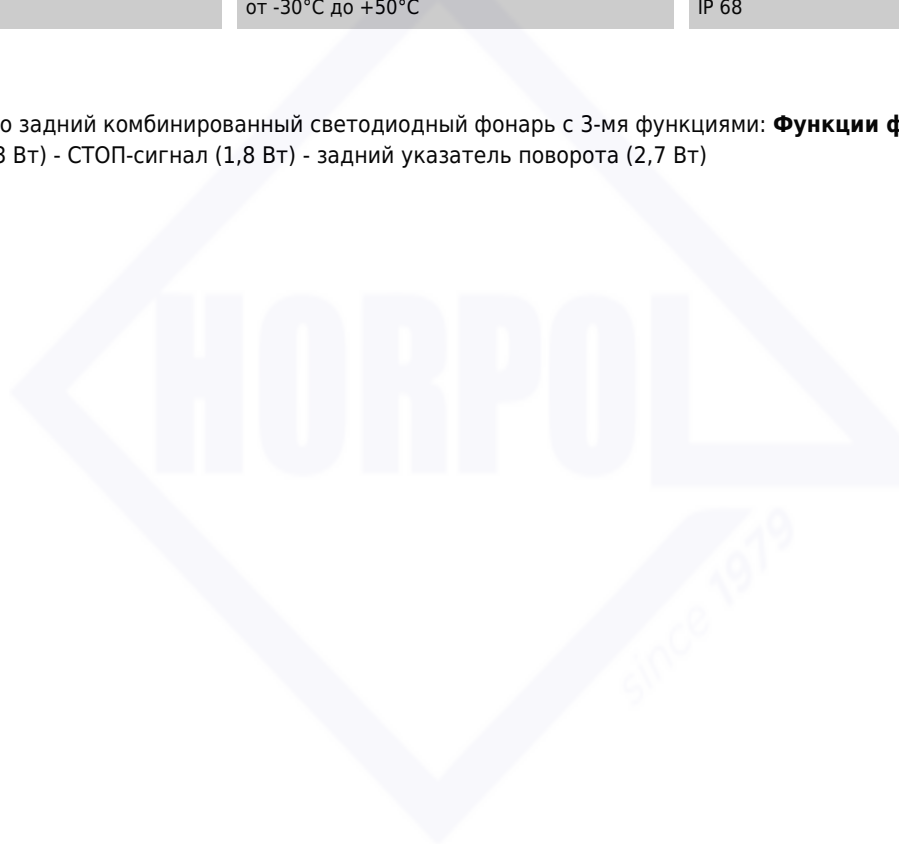 от -30°C до +50°C IP 68
о задний комбинированный светодиодный фонарь с 3-мя функциями: Функции ф
3 Вт) - СТОП-сигнал (1,8 Вт) - задний указатель поворота (2,7 Вт)
HORPOL
since 1979